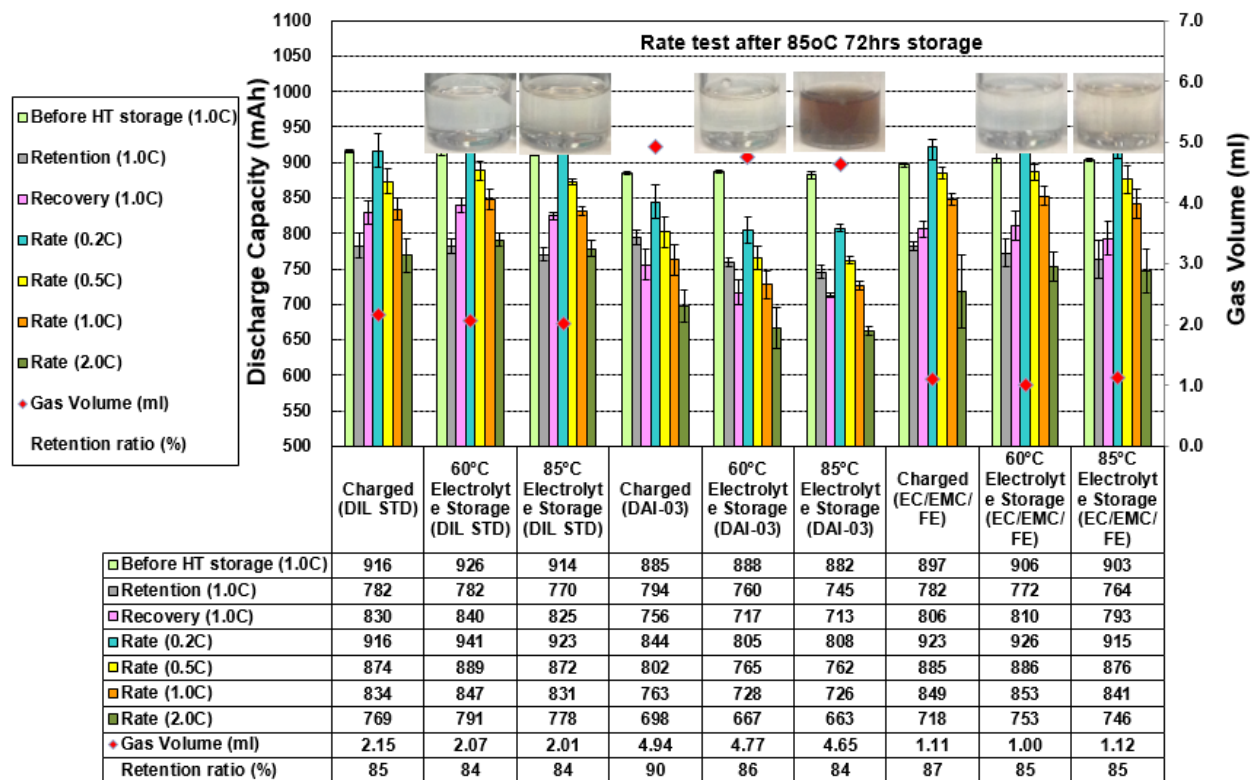 Rate test after 85oC 72hrs storage
Discharge Capacity (mAh)
1100
1050
1000
950
900
850
800
750
700
650
600
550
500
7.0
6.0
5.0
4.0
3.0
2.0
1.0
0.0
Gas Volume (ml)
Before HT storage (1.0C)
Retention (1.0C)
Recovery (1.0C)
Rate (0.2C)
Rate (0.5C)
Rate (1.0C)
Rate (2.0C)
Gas Volume (ml)
Retention ratio (%)
Charged
(DIL STD)
60°C
Electrolyt
e Storage
(DIL STD)
85°C
Electrolyt
e Storage
(DIL STD)
Charged
(DAI-03)
60°C
Electrolyt
e Storage
(DAI-03)
85°C
Electrolyt
e Storage
(DAI-03)
Charged
(EC/EMC/
FE)
60°C
Electrolyt
e Storage
(EC/EMC/
FE)
85°C
Electrolyt
e Storage
(EC/EMC/
FE)
Before HT storage (1.0C) 916 926 914 885 888 882 897 906 903
Retention (1.0C) 782 782 770 794 760 745 782 772 764
Recovery (1.0C) 830 840 825 756 717 713 806 810 793
Rate (0.2C) 916 941 923 844 805 808 923 926 915
Rate (0.5C) 874 889 872 802 765 762 885 886 876
Rate (1.0C) 834 847 831 763 728 726 849 853 841
Rate (2.0C) 769 791 778 698 667 663 718 753 746
Gas Volume (ml) 2.15 2.07 2.01 4.94 4.77 4.65 1.11 1.00 1.12
Retention ratio (%) 85 84 84 90 86 84 87 85 85